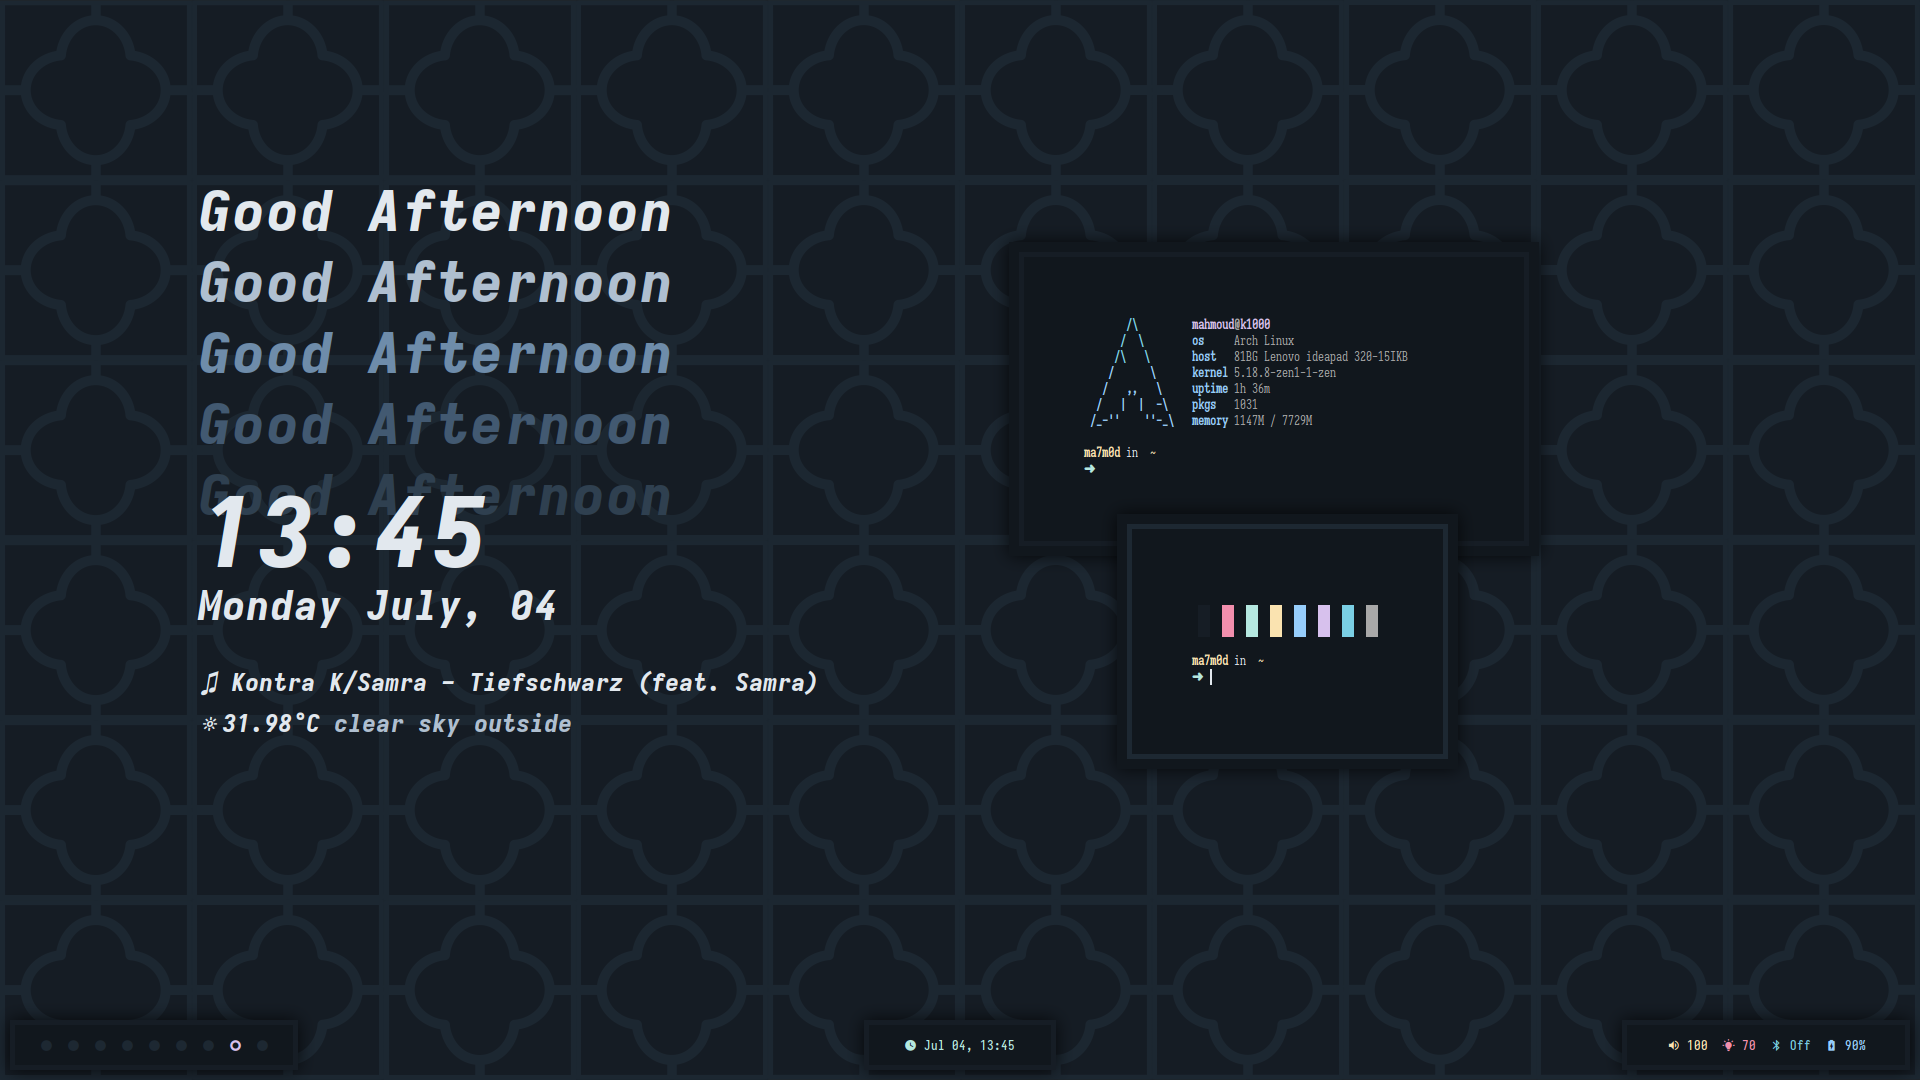 Good Afternoon
Good Afternoon
Good Afternoon
Good Afternoon
Good Afternoon
13:45
Monday July, 04
♫ Kontra K/Samra - Tiefschwarz (feat. Samra)
31.98°C clear sky outside
mahmoud@k1000
os Arch Linux
host 81BG Lenovo ideapad 320-15IKB
kernel 5.18.8-zen1-1-zen
uptime 1h 36m
pkgs 1031
memory 1147M / 7729M
ma7m0d in ~
➜
ma7m0d in ~
➜
Jul 04, 13:45
100 70 Off 90%